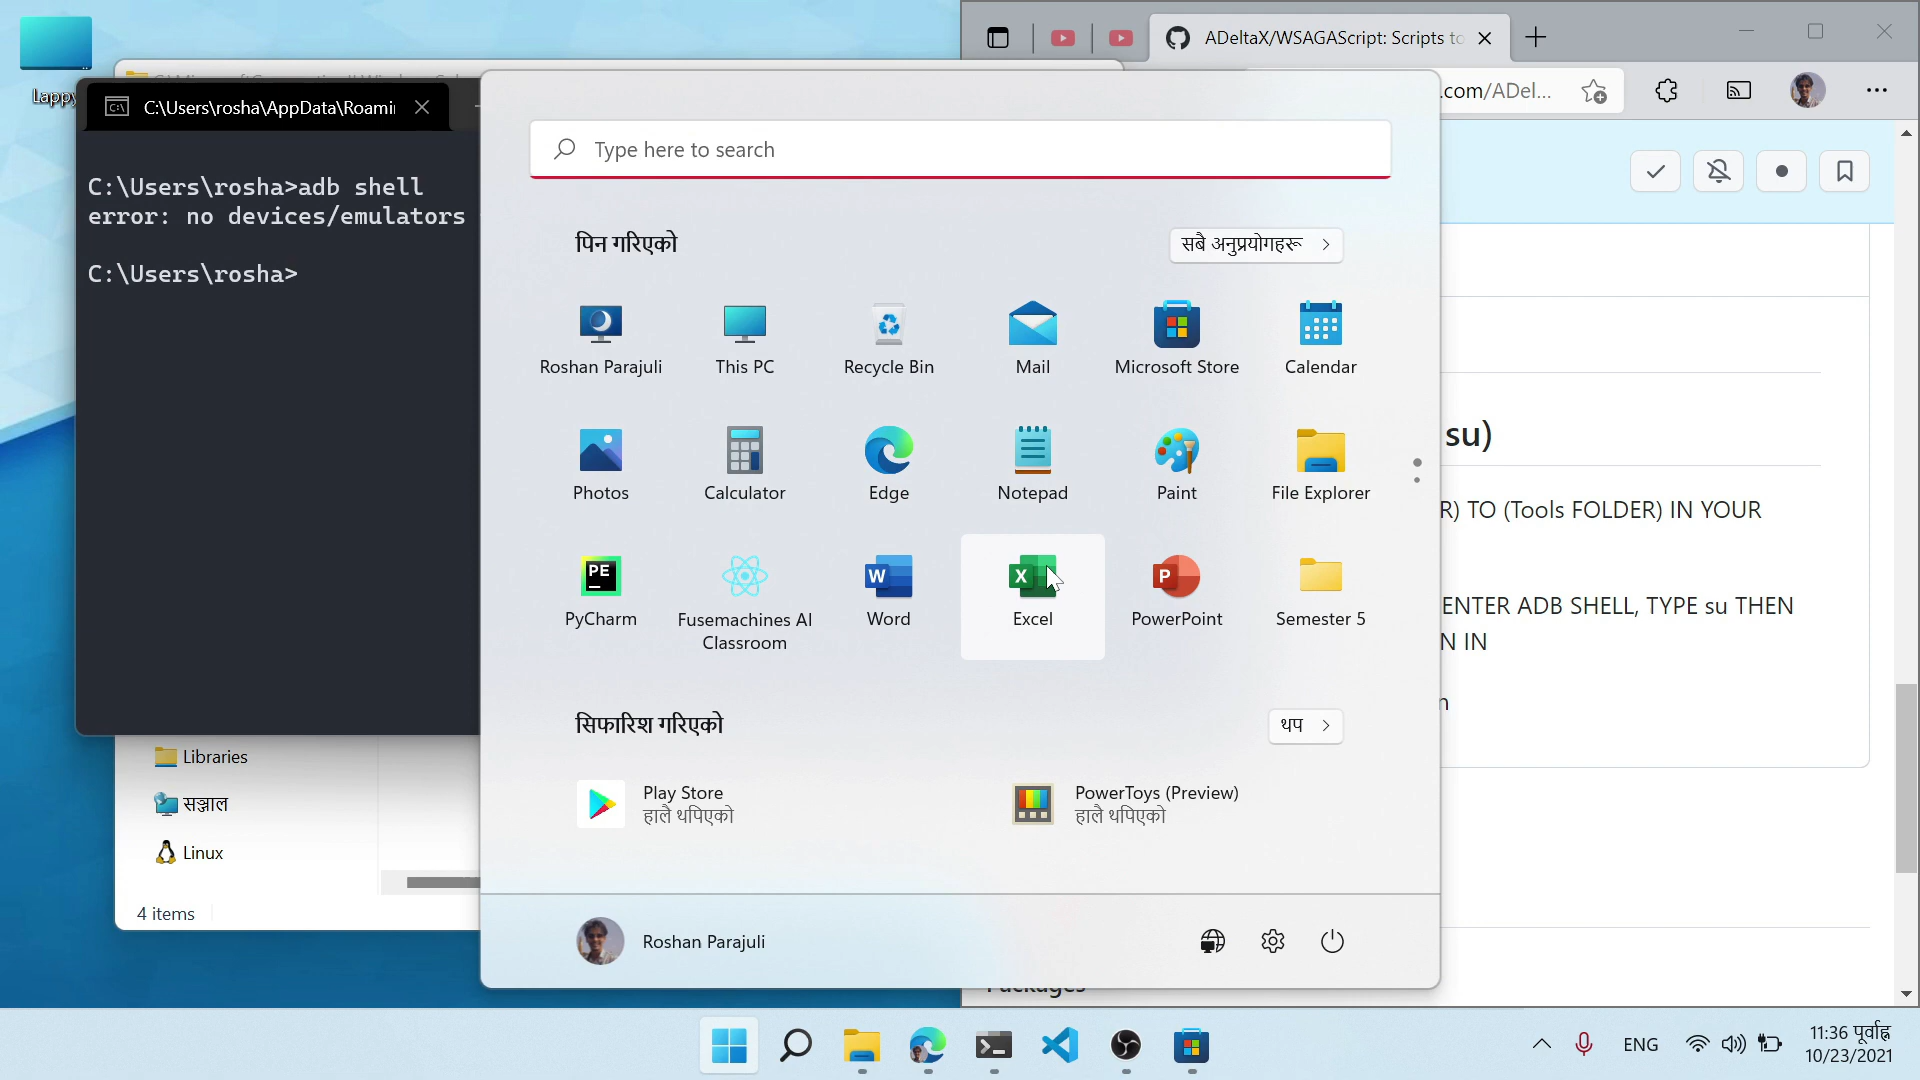 Lappy
ADeltaX/WSAGAScript: Scripts to
.com/ADel...
C:\Users\rosha\AppData\Roami
C:\Users\rosha>adb shell
error: no devices/emulators
C:\Users\rosha>
Type here to search
पिन गरिएको
सबै अनुप्रयोगहरू
Roshan Parajuli
This PC
Recycle Bin
Mail
Microsoft Store
Calendar
Photos
Calculator
Edge
Notepad
Paint
File Explorer
PyCharm
Fusemachines AI
Classroom
Word
Excel
PowerPoint
Semester 5
सिफारिश गरिएको
थप
Play Store
हालै थपिएको
PowerToys (Preview)
हालै थपिएको
Roshan Parajuli
su)
R) TO (Tools FOLDER) IN YOUR
ENTER ADB SHELL, TYPE su THEN
N IN
n
Libraries
सञ्जाल
Linux
4 items
Packages
ENG
11:36 पूर्वाह्न
10/23/2021